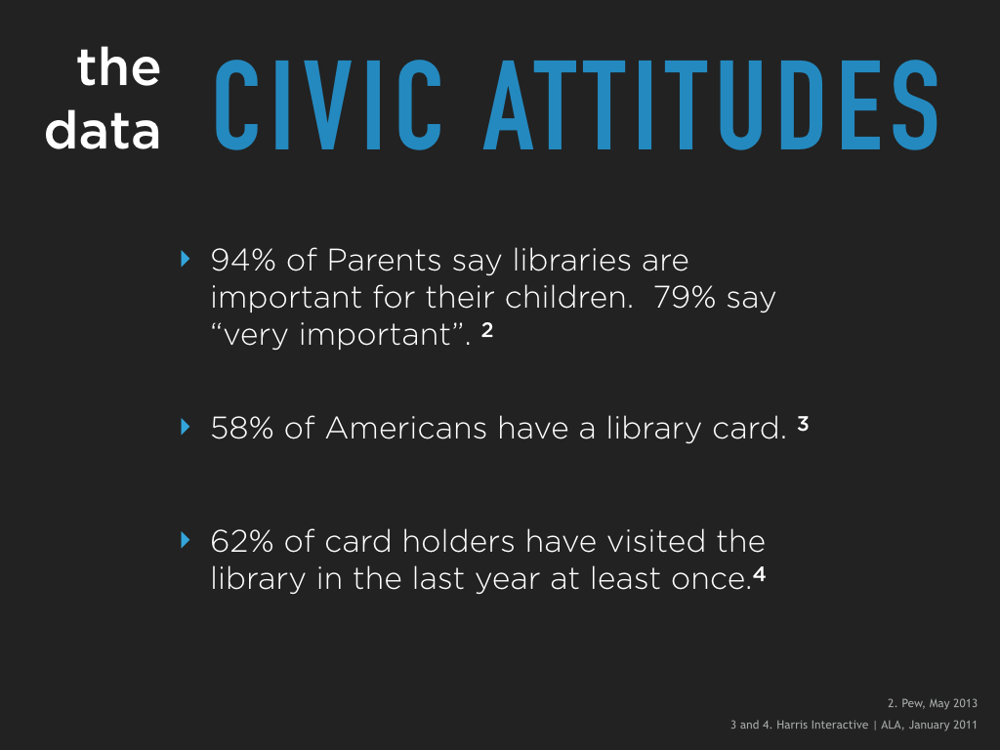 the
data
CIVIC ATTITUDES
94% of Parents say libraries are
important for their children.  79% say
“very important”. 2
58% of Americans have a library card. 3
62% of card holders have visited the
library in the last year at least once.4
2. Pew, May 2013
3 and 4. Harris Interactive | ALA, January 2011